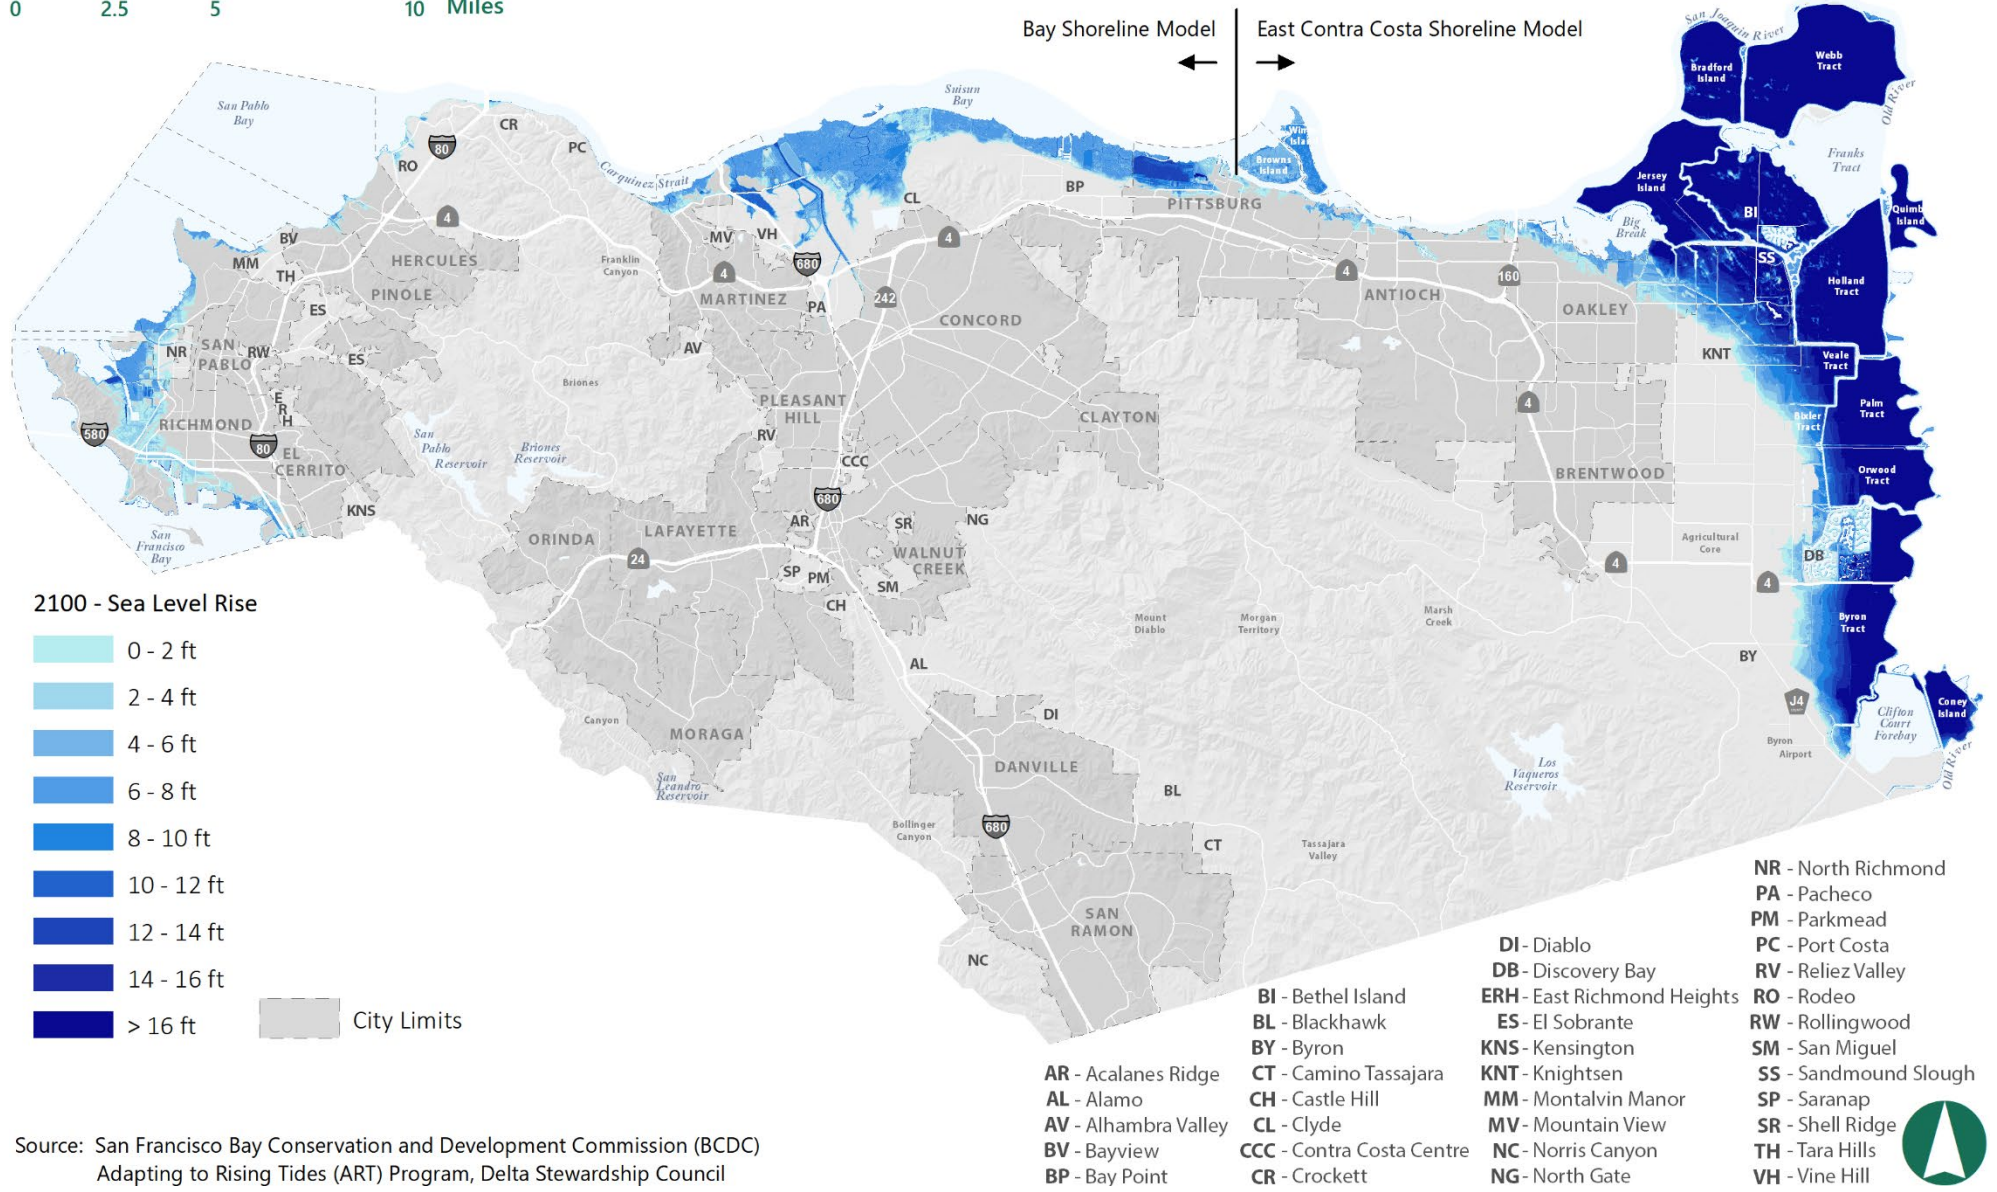 0 2.5 5 10 Miles
Bay Shoreline Model
East Contra Costa Shoreline Model
San Joaquin River
Bradford
Island
Webb
Tract
Old River
San Pablo
Bay
Suisun
Bay
CR
80
PC
RO
Carquinez Strait
Browns
Island
Franks
Tract
Jersey
Island
BP
CL
PITTSBURG
BI
Big
Break
4
BV
MV
VH
4
MM
HERCULES
Franklin
Canyon
680
TH
4
4
160
SS
PINOLE
MARTINEZ
242
ANTIOCH
Holland
Tract
ES
PA
CONCORD
OAKLEY
NR
SAN
PABLO
RW
ES
AV
KNT
Veale
Tract
Briones
E
R
H
PLEASANT
HILL
CLAYTON
4
Palm
Tract
Bixler
Tract
RICHMOND
580
80
San
Pablo
Reservoir
Briones
Reservoir
RV
EL
CERRITO
CCC
BRENTWOOD
Orwood
Tract
680
KNS
AR
SR
NG
San
Francisco
Bay
ORINDA
LAFAYETTE
WALNUT
CREEK
Agricultural
Core
DB
24
SP
PM
SM
4
4
CH
Mount
Diablo
Morgan
Territory
Marsh
Creek
Byron
Tract
AL
BY
J4
Coney
Island
Canyon
DI
Clifton
Court
Forebay
MORAGA
Byron
Airport
Old River
San
Leandro
Reservoir
DANVILLE
Los
Vaqueros
Reservoir
BL
Bollinger
Canyon
680
CT
Tassajara
Valley
SAN
RAMON
NC
2100 - Sea Level Rise
0 - 2 ft
2 - 4 ft
4 - 6 ft
6 - 8 ft
8 - 10 ft
10 - 12 ft
12 - 14 ft
14 - 16 ft
> 16 ft
City Limits
AR - Acalanes Ridge
AL - Alamo
AV - Alhambra Valley
BV - Bayview
BP - Bay Point
BI - Bethel Island
BL - Blackhawk
BY - Byron
CT - Camino Tassajara
CH - Castle Hill
CL - Clyde
CCC - Contra Costa Centre
CR - Crockett
DI - Diablo
DB - Discovery Bay
ERH - East Richmond Heights
ES - El Sobrante
KNS - Kensington
KNT - Knightsen
MM - Montalvin Manor
MV - Mountain View
NC - Norris Canyon
NG - North Gate
NR - North Richmond
PA - Pacheco
PM - Parkmead
PC - Port Costa
RV - Reliez Valley
RO - Rodeo
RW - Rollingwood
SM - San Miguel
SS - Sandmound Slough
SP - Saranap
SR - Shell Ridge
TH - Tara Hills
VH - Vine Hill
Source: San Francisco Bay Conservation and Development Commission (BCDC)
Adapting to Rising Tides (ART) Program, Delta Stewardship Council